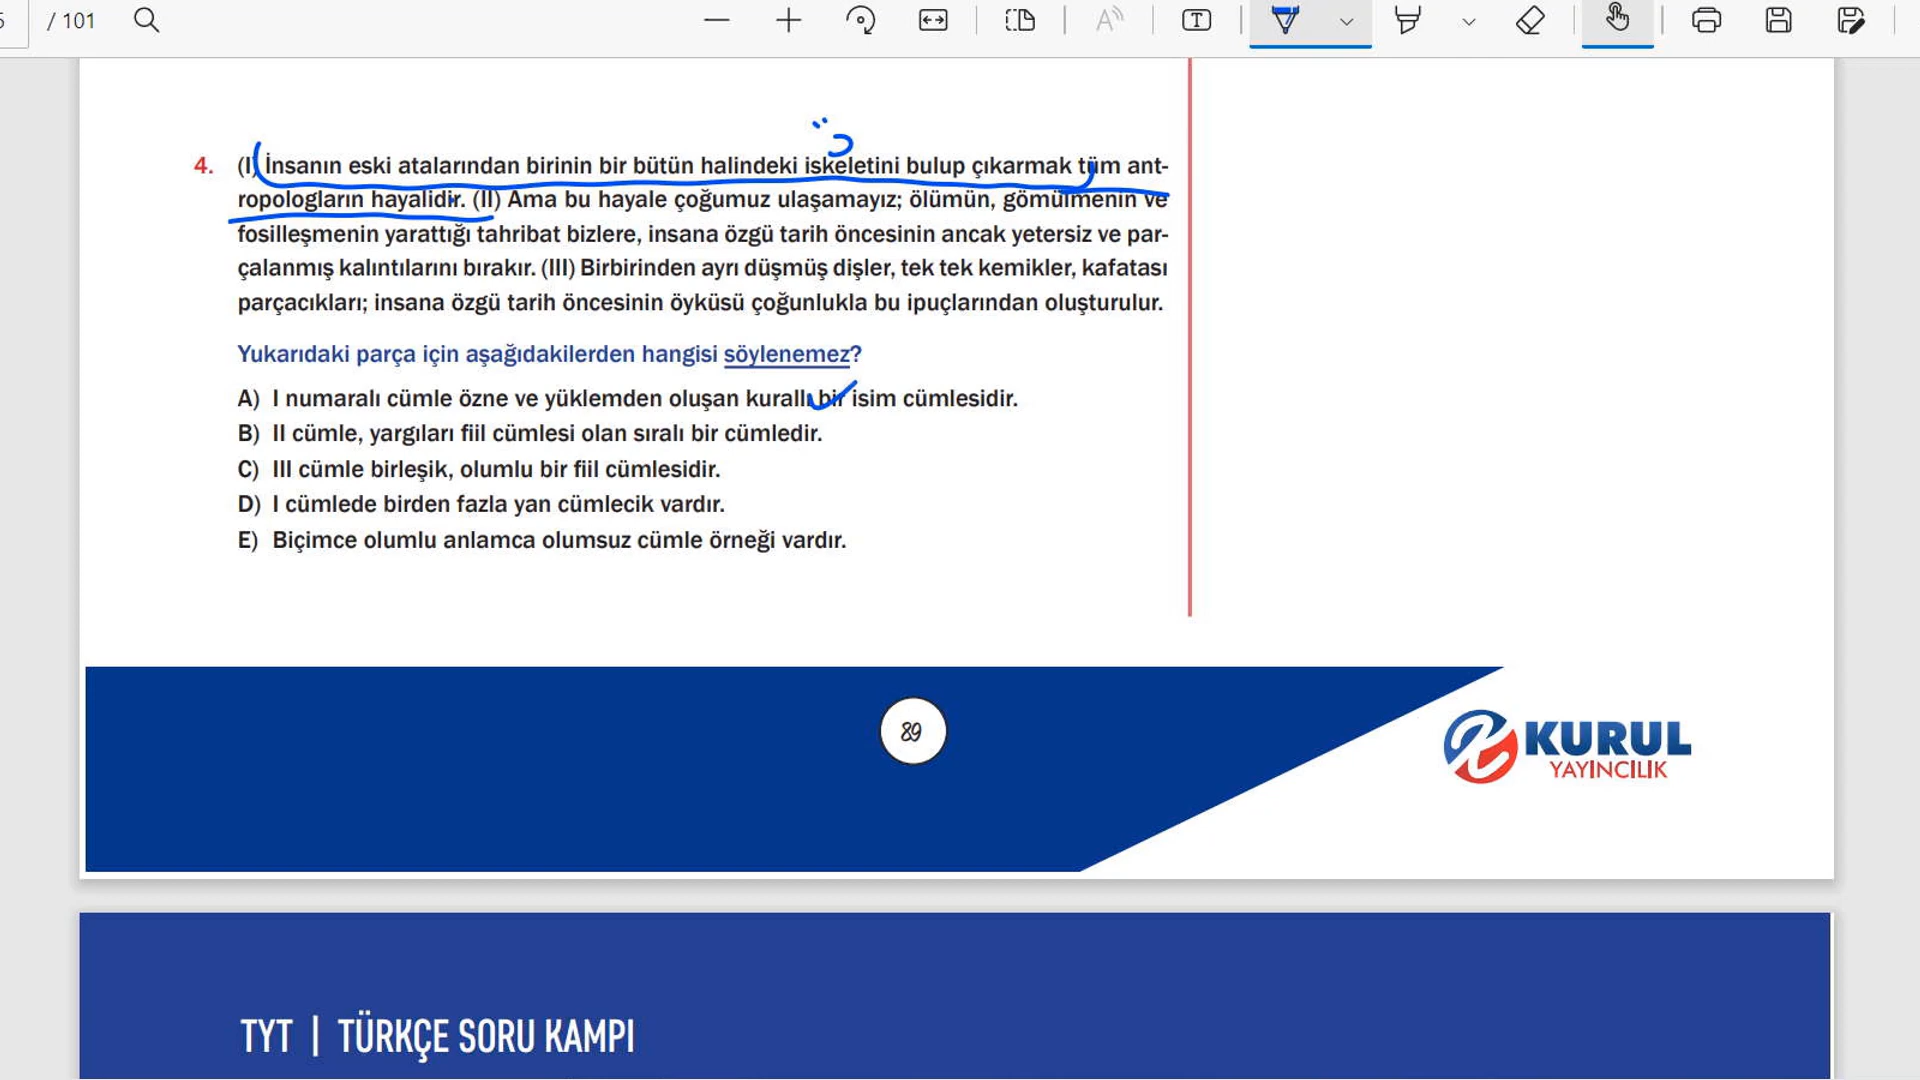 / 101
4. (I) İnsanın eski atalarından birinin bir bütün halindeki iskeletini bulup çıkarmak tüm ant-
ropologların hayalidir. (II) Ama bu hayale çoğumuz ulaşamayız; ölümün, gömülmenin ve
fosilleşmenin yarattığı tahribat bizlere, insana özgü tarih öncesinin ancak yetersiz ve par-
çalanmış kalıntılarını bırakır. (III) Birbirinden ayrı düşmüş dişler, tek tek kemikler, kafatası
parçacıkları; insana özgü tarih öncesinin öyküsü çoğunlukla bu ipuçlarından oluşturulur.
Yukarıdaki parça için aşağıdakilerden hangisi söylenemez?
A) I numaralı cümle özne ve yüklemden oluşan kurallı bir isim cümlesidir.
B) II cümle, yargıları fiil cümlesi olan sıralı bir cümledir.
C) III cümle birleşik, olumlu bir fiil cümlesidir.
D) I cümlede birden fazla yan cümlecik vardır.
E) Biçimce olumlu anlamca olumsuz cümle örneği vardır.
89
KURUL
YAYINCILIK
TYT | TÜRKÇE SORU KAMPI